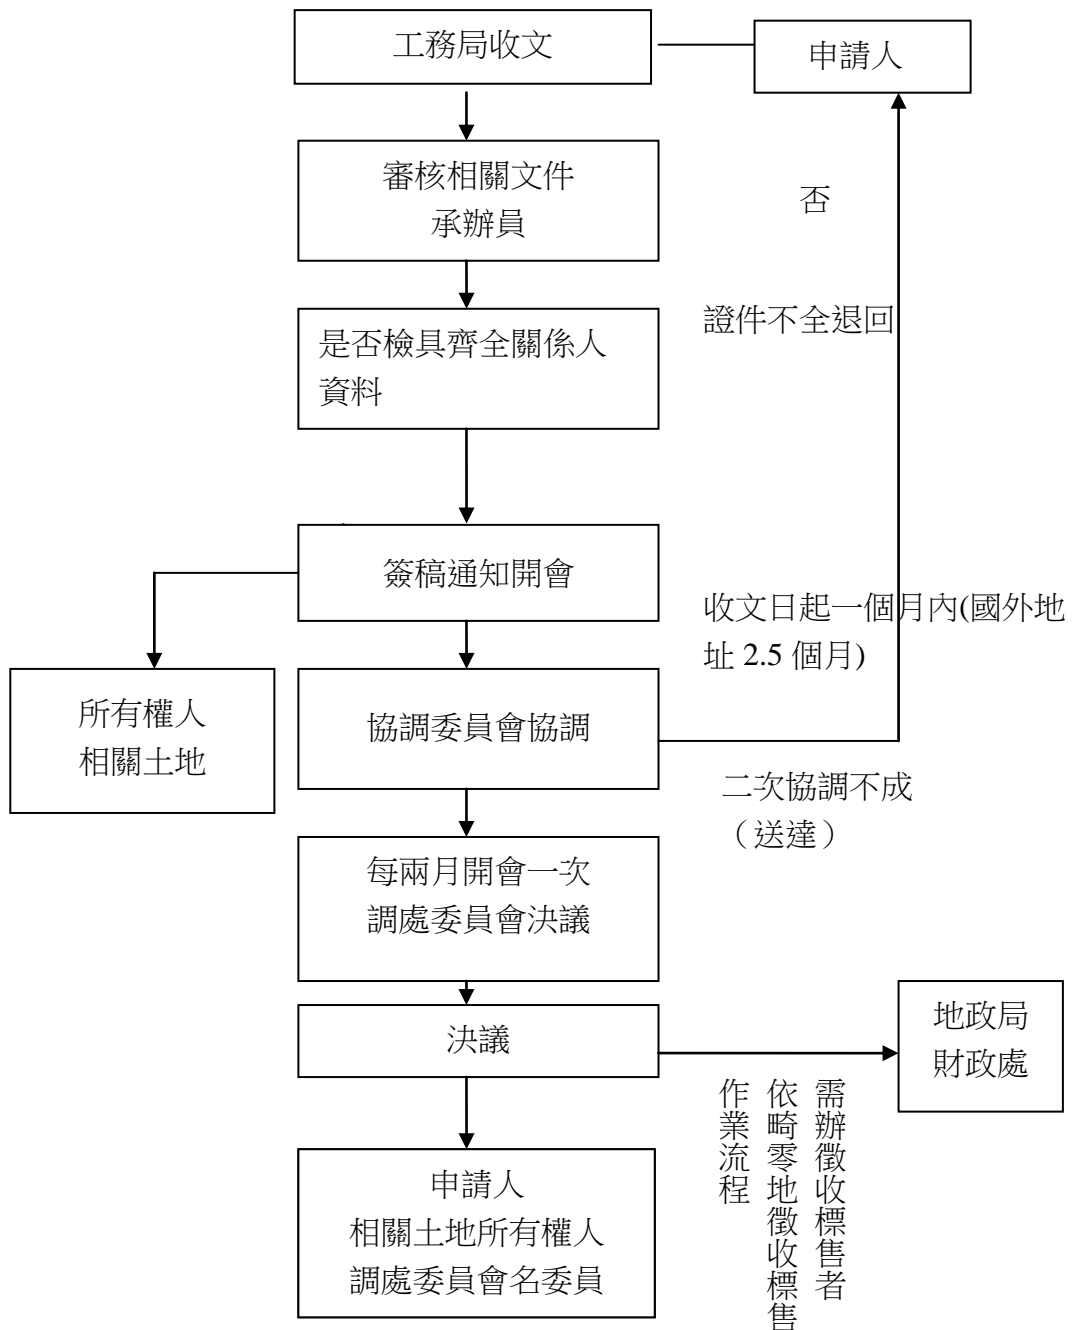 工務局收文
申請人
審核相關文件
承辦員
否
是否檢具齊全關係人
資料
證件不全退回
簽稿通知開會
收文日起一個月內(國外地
址 2.5 個月)
所有權人
相關土地
協調委員會協調
二次協調不成
（送達）
每兩月開會一次
調處委員會決議
決議
地政局
財政處
需辦徵收標售者
依畸零地徵收標售
作業流程
申請人
相關土地所有權人
調處委員會名委員